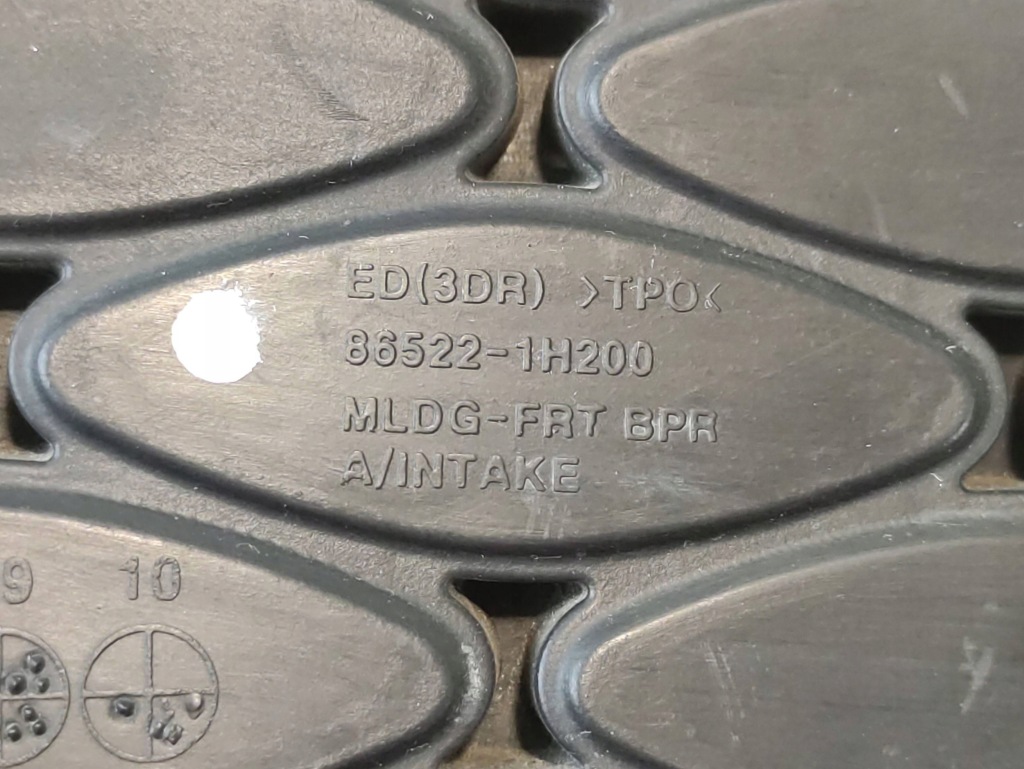 ED(3DR) >TPO<
86522-1H200
MLDG-FRT BPR
A/INTAKE
9 10